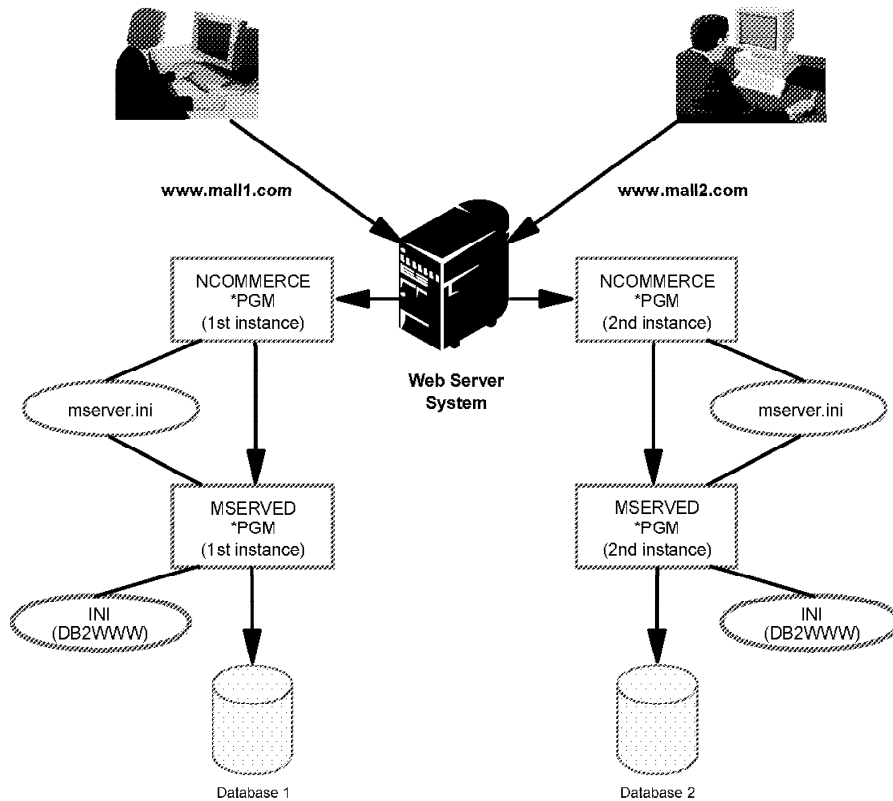 www.mall1.com
www.mall2.com
NCOMMERCE
*PGM
(1st instance)
NCOMMERCE
*PGM
(2nd instance)
Web Server
System
mserver.ini
mserver.ini
MSERVED
*PGM
(1st instance)
MSERVED
*PGM
(2nd instance)
INI
(DB2WWW)
INI
(DB2WWW)
Database 1
Database 2